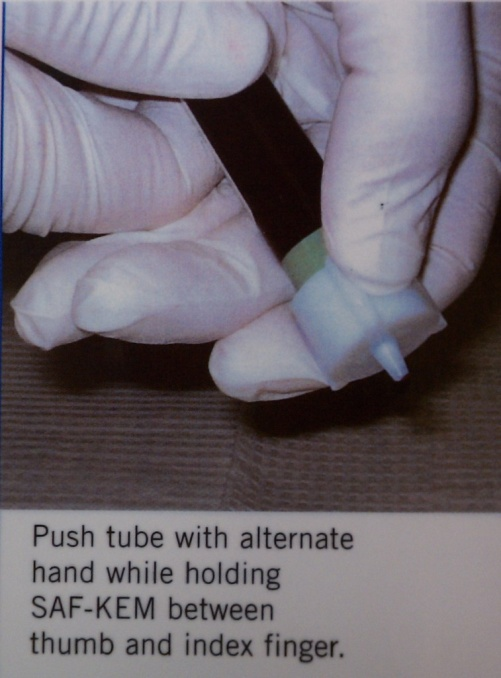 Push tube with alternate
hand while holding
SAF-KEM between
thumb and index finger.